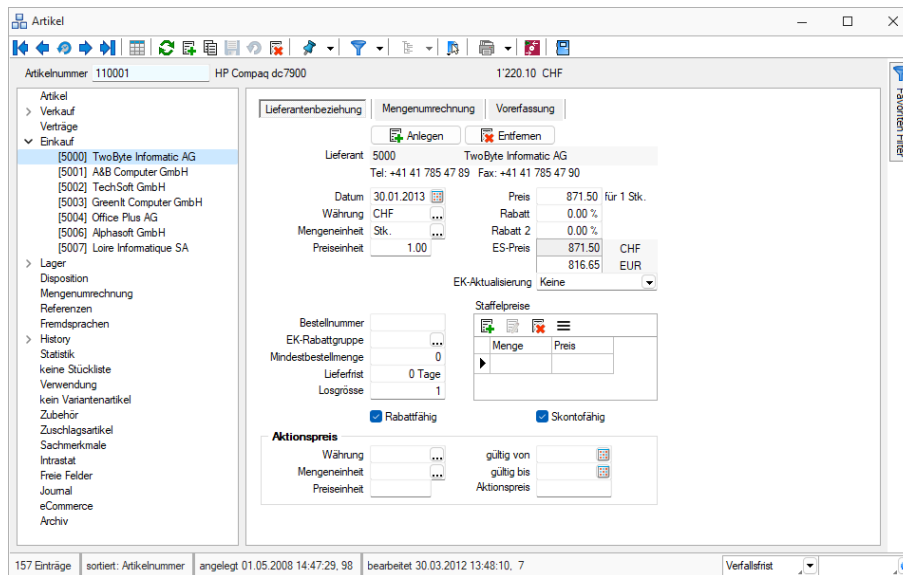 Artikel
Artikelnummer 110001 HP Compaq dc7900 1'220.10 CHF
Favoriten Filter
Artikel
Verkauf
Verträge
Einkauf
[5000] TwoByte Informatic AG
[5001] A&B Computer GmbH
[5002] TechSoft GmbH
[5003] GreenIt Computer GmbH
[5004] Office Plus AG
[5006] Alphasoft GmbH
[5007] Loire Informatique SA
Lager
Disposition
Mengenumrechnung
Referenzen
Fremdsprachen
History
Statistik
keine Stückliste
Verwendung
kein Variantenartikel
Zubehör
Zuschlagsartikel
Sachmerkmale
Intrastat
Freie Felder
Journal
eCommerce
Archiv
Lieferantenbeziehung Mengenumrechnung Vorerfassung
Anlegen Entfernen
Lieferant 5000 TwoByte Informatic AG
Tel: +41 41 785 47 89 Fax: +41 41 785 47 90
Datum 30.01.2013 Preis 871.50 für 1 Stk.
Währung CHF ... Rabatt 0.00 %
Mengeneinheit Stk. ... Rabatt 2 0.00 %
Preiseinheit 1.00 ES-Preis 871.50 CHF
816.65 EUR
EK-Aktualisierung Keine
Staffelpreise
Bestellnummer
EK-Rabattgruppe ... Menge Preis
Mindestbestellmenge 0
Lieferfrist 0 Tage
Losgrösse 1
Rabattfähig Skontofähig
Aktionspreis
Währung ... gültig von
Mengeneinheit ... gültig bis
Preiseinheit Aktionspreis
157 Einträge sortiert: Artikelnummer angelegt 01.05.2008 14:47:29, 98 bearbeitet 30.03.2012 13:48:10, 7 Verfallsfrist